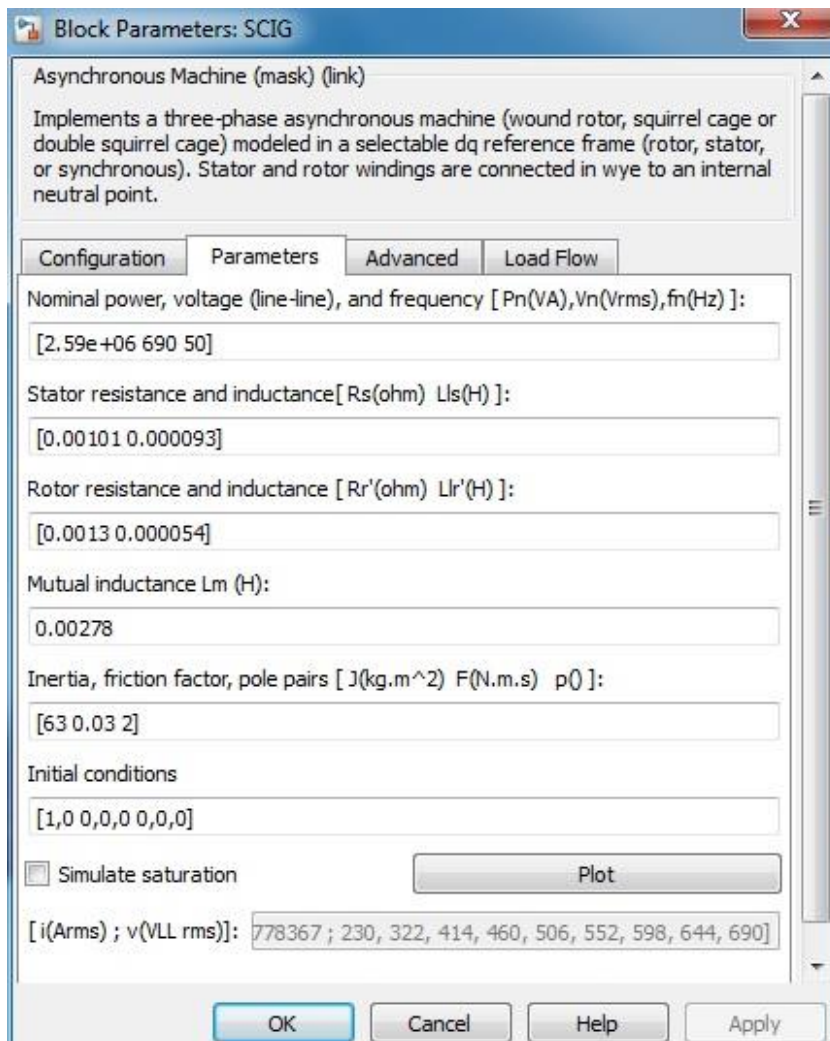 Block Parameters: SCIG
Asynchronous Machine (mask) (link)
Implements a three-phase asynchronous machine (wound rotor, squirrel cage or
double squirrel cage) modeled in a selectable dq reference frame (rotor, stator,
or synchronous). Stator and rotor windings are connected in wye to an internal
neutral point.
Configuration Parameters Advanced Load Flow
Nominal power, voltage (line-line), and frequency [ Pn(VA),Vn(Vrms),fn(Hz) ]:
[2.59e+06 690 50]
Stator resistance and inductance[ Rs(ohm) Lls(H) ]:
[0.00101 0.000093]
Rotor resistance and inductance [ Rr'(ohm) Llr'(H) ]:
[0.0013 0.000054]
Mutual inductance Lm (H):
0.00278
Inertia, friction factor, pole pairs [ J(kg.m^2) F(N.m.s) p() ]:
[63 0.03 2]
Initial conditions
[1,0 0,0,0 0,0,0]
Simulate saturation Plot
[ i(Arms) ; v(VLL rms)]: 778367 ; 230, 322, 414, 460, 506, 552, 598, 644, 690]
OK Cancel Help Apply